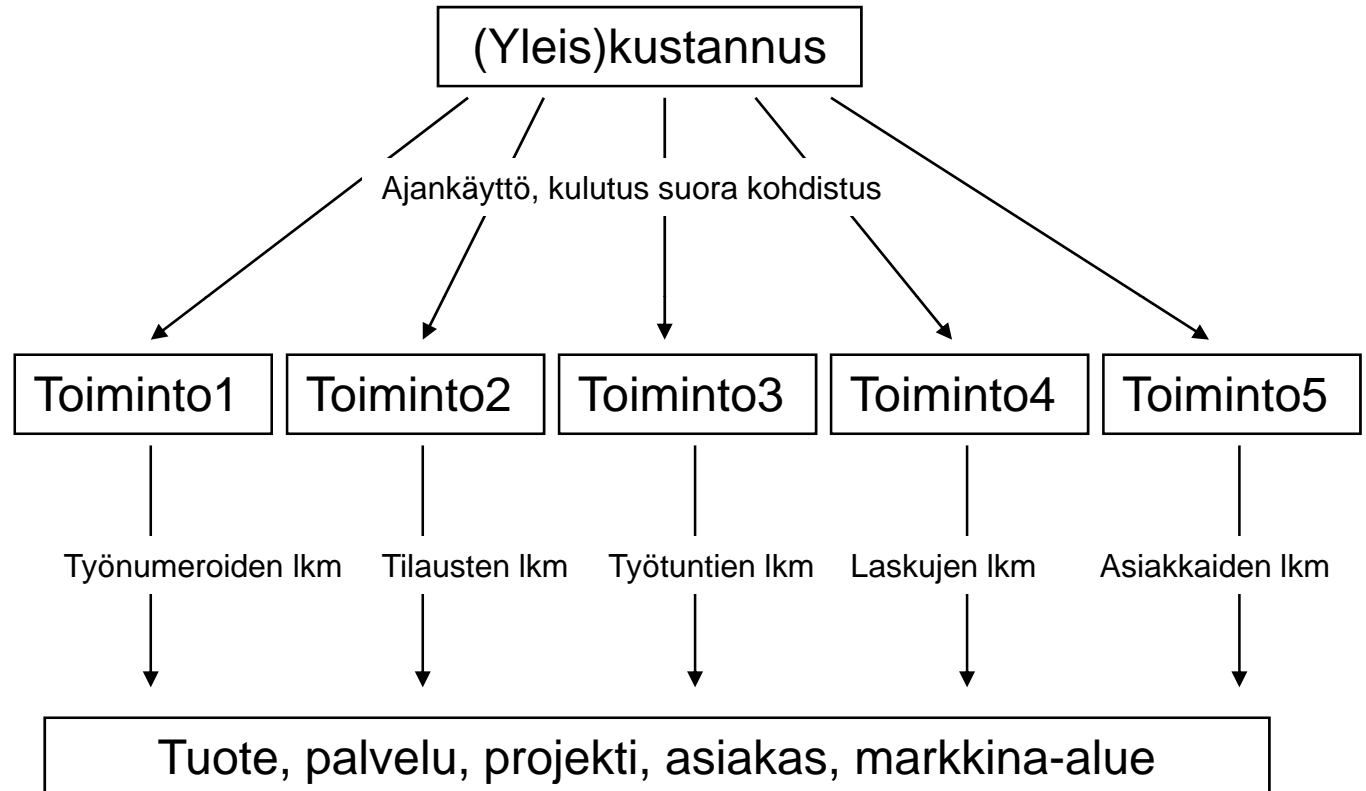 (Yleis)kustannus
Ajankäyttö, kulutus suora kohdistus
Toiminto1
Toiminto2
Toiminto3
Toiminto4
Toiminto5
Työnumeroiden lkm
Tilausten lkm
Työtuntien lkm
Laskujen lkm
Asiakkaiden lkm
Tuote, palvelu, projekti, asiakas, markkina-alue